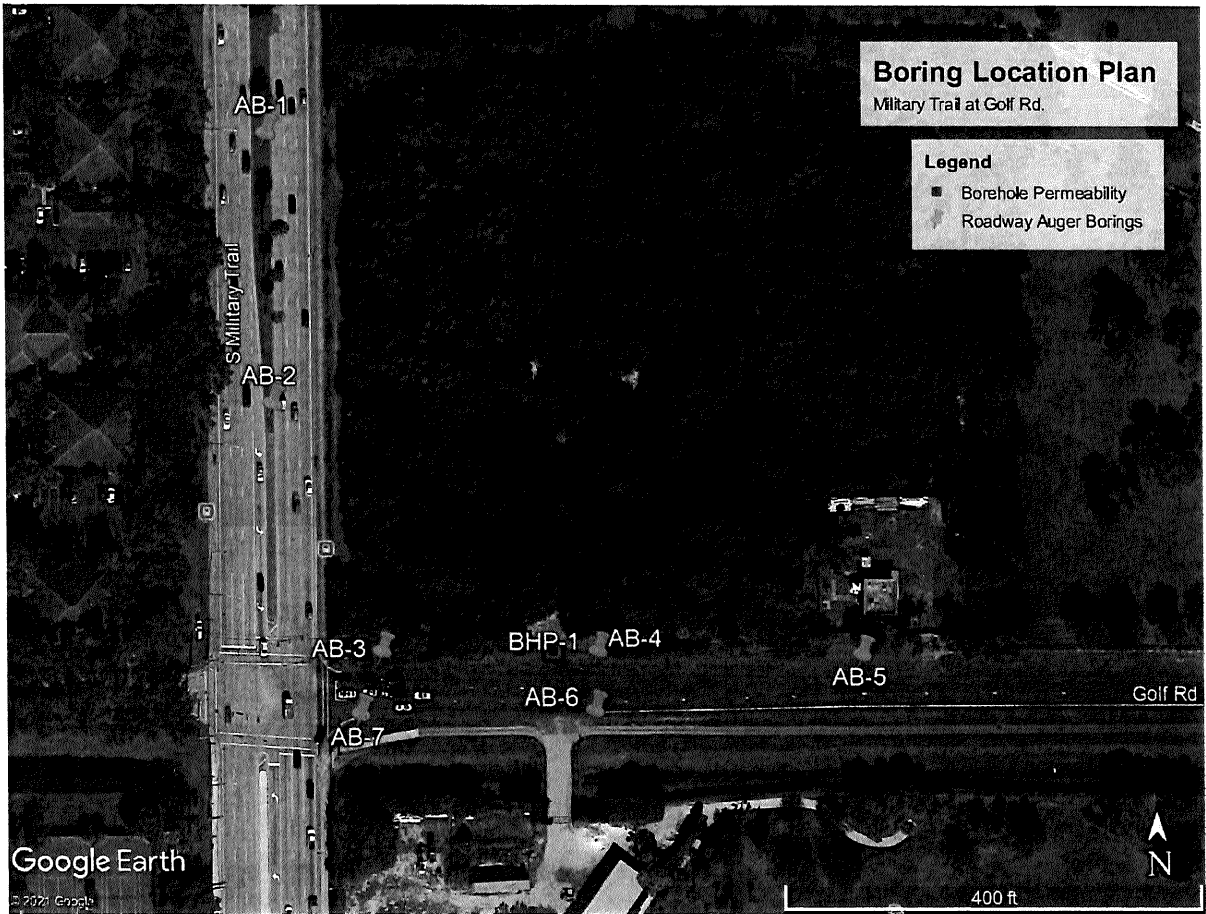 Boring Location Plan
Military Trail at Golf Rd.
Legend
Borehole Permeability
Roadway Auger Borings
AB-1
S Military Trail
AB-2
AB-3
BHP-1
AB-4
AB-5
AB-6
Golf Rd
AB-7
Google Earth
© 2021 Google
N
400 ft